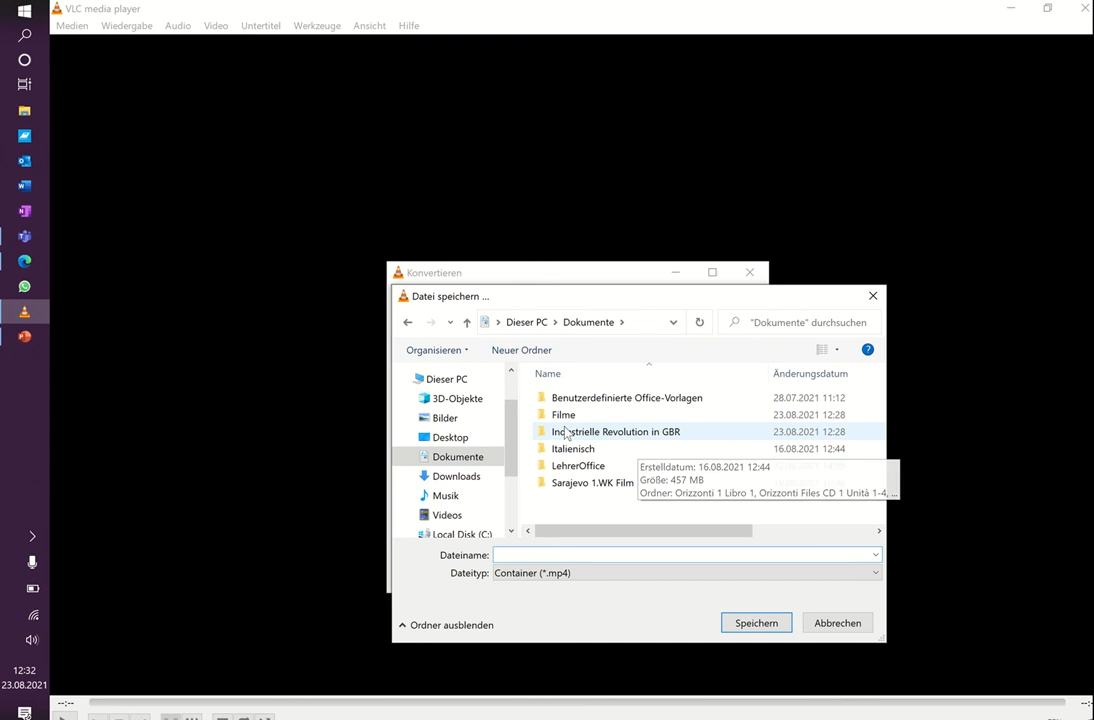 VLC media player
Medien Wiedergabe Audio Video Untertitel Werkzeuge Ansicht Hilfe
Konvertieren
Datei speichern ...
Dieser PC > Dokumente >
"Dokumente" durchsuchen
Organisieren Neuer Ordner
Name Änderungsdatum
Dieser PC
3D-Objekte
Bilder
Desktop
Dokumente
Downloads
Musik
Videos
Local Disk (C:)
Benutzerdefinierte Office-Vorlagen 28.07.2021 11:12
Filme 23.08.2021 12:28
Industrielle Revolution in GBR 23.08.2021 12:28
Italienisch 16.08.2021 12:44
LehrerOffice
Sarajevo 1.WK Film
Erstelldatum: 16.08.2021 12:44
Größe: 457 MB
Ordner: Orizzonti 1 Libro 1, Orizzonti Files CD 1 Unità 1-4, ...
Dateiname:
Dateityp: Container (*.mp4)
Ordner ausblenden
Speichern Abbrechen
12:32
23.08.2021
--:--